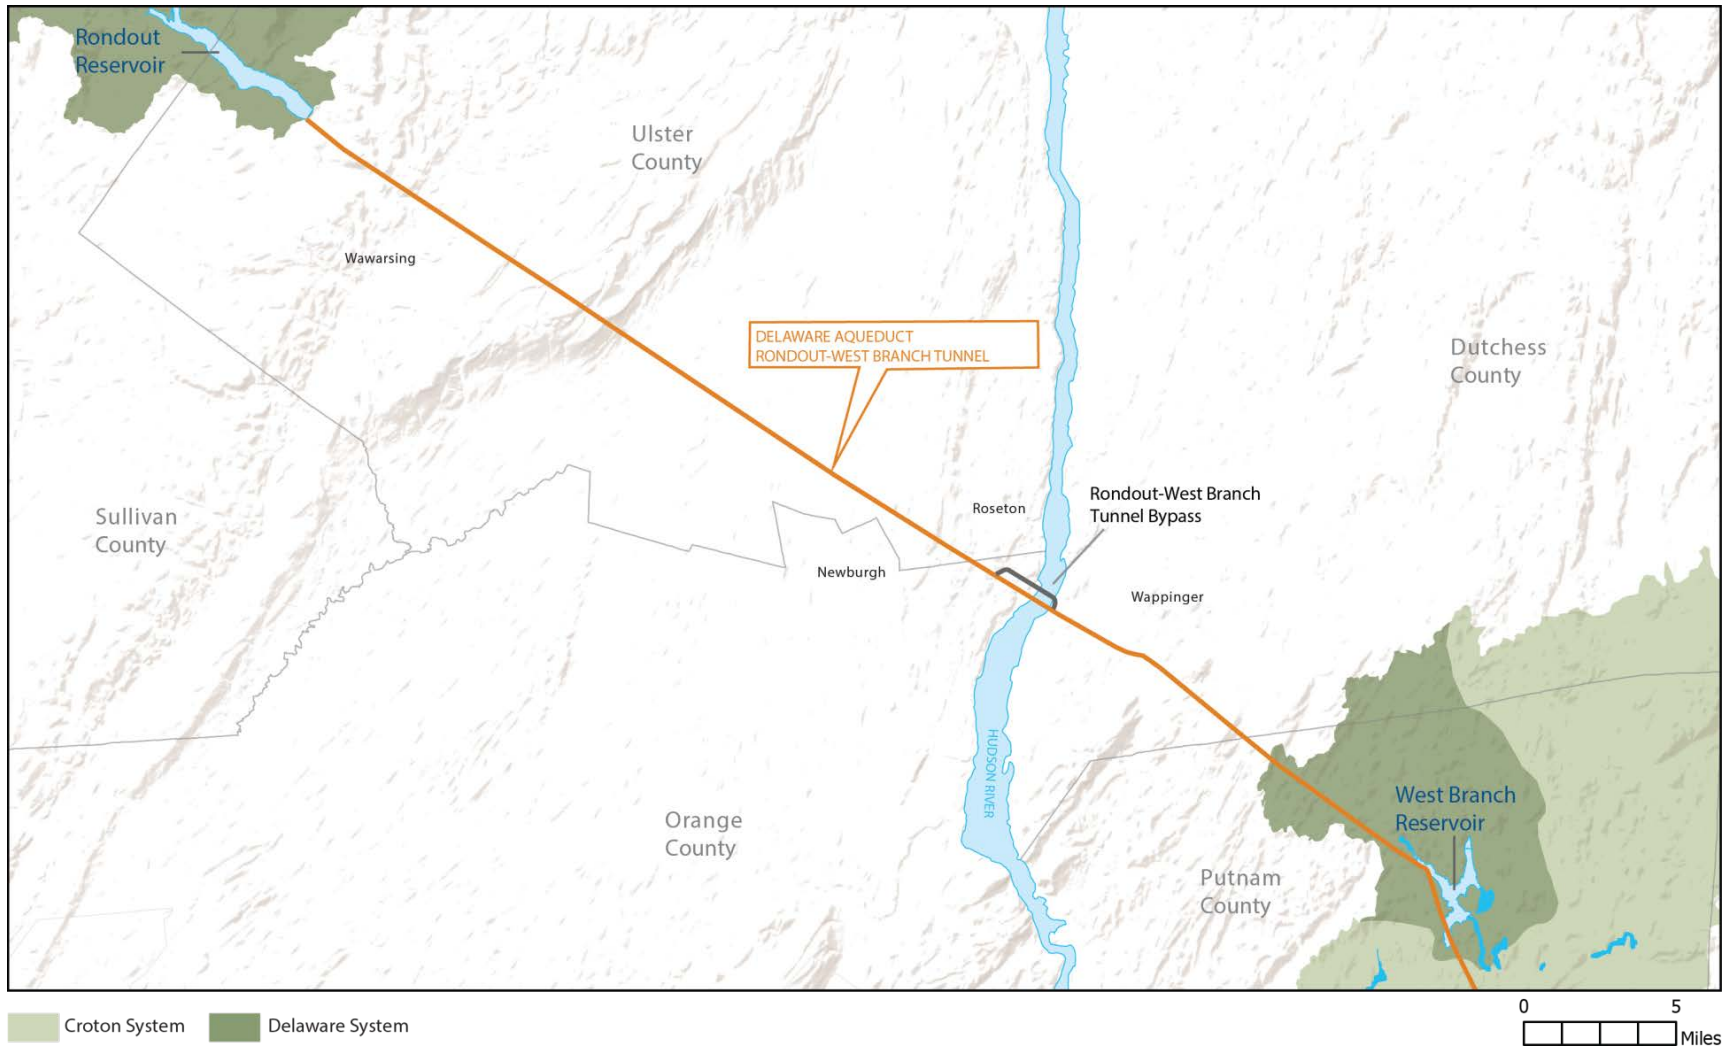 Rondout
Reservoir
Ulster
County
Wawarsing
DELAWARE AQUEDUCT
RONDOUT-WEST BRANCH TUNNEL
Dutchess
County
Sullivan
County
Roseton
Rondout-West Branch
Tunnel Bypass
Newburgh
Wappinger
HUDSON RIVER
West Branch
Reservoir
Orange
County
Putnam
County
Croton System
Delaware System
0 5
Miles